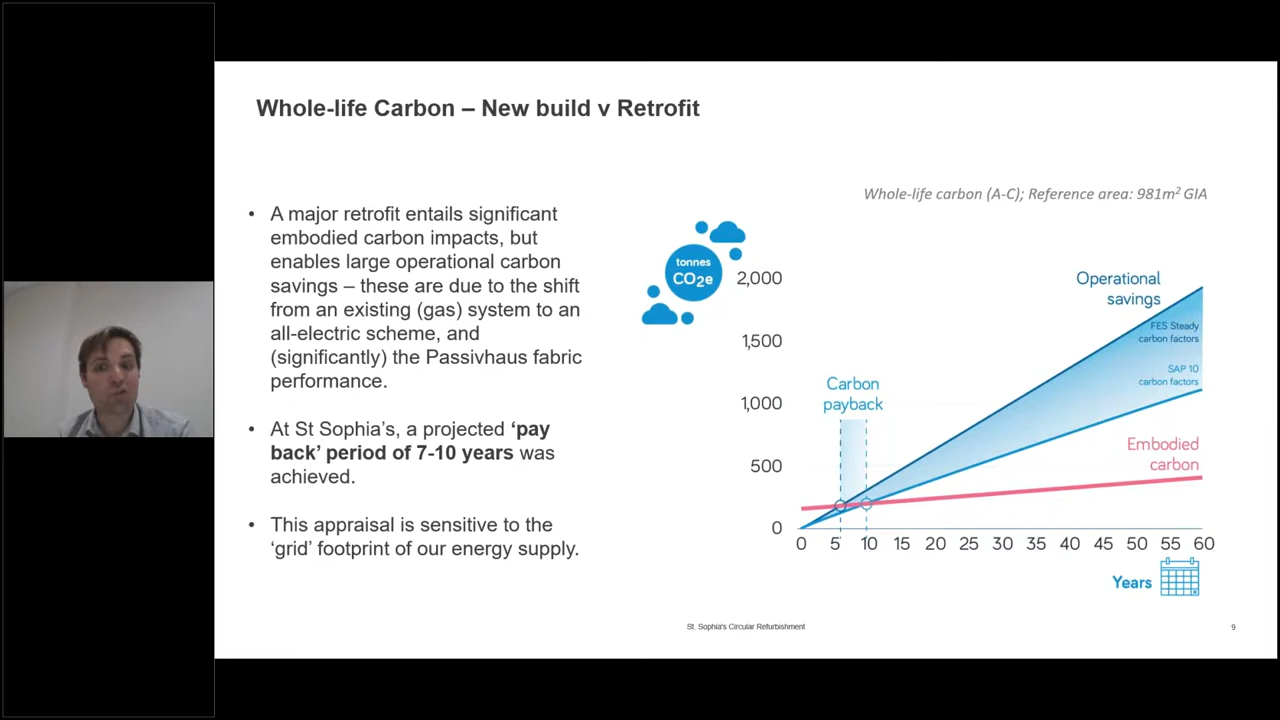 Whole-life Carbon – New build v Retrofit
• A major retrofit entails significant
embodied carbon impacts, but
enables large operational carbon
savings – these are due to the shift
from an existing (gas) system to an
all-electric scheme, and
(significantly) the Passivhaus fabric
performance.
• At St Sophia's, a projected 'pay
back' period of 7-10 years was
achieved.
• This appraisal is sensitive to the
'grid' footprint of our energy supply.
Whole-life carbon (A-C); Reference area: 981m² GIA
tonnes
CO2e
2,000
1,500
1,000
500
0
Operational
savings
FES Steady
carbon factors
SAP 10
carbon factors
Carbon
payback
Embodied
carbon
0 5 10 15 20 25 30 35 40 45 50 55 60
Years
St. Sophia's Circular Refurbishment
9